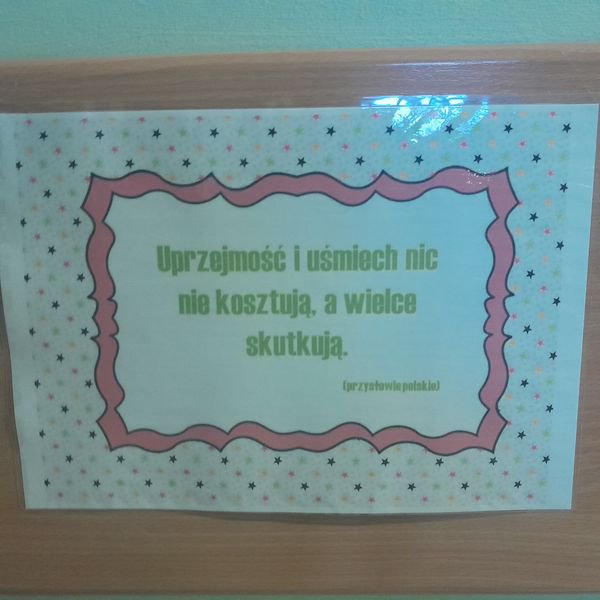 Uprzejmość i uśmiech nic
nie kosztują, a wielce
skutkują.
(przysłowie polskie)